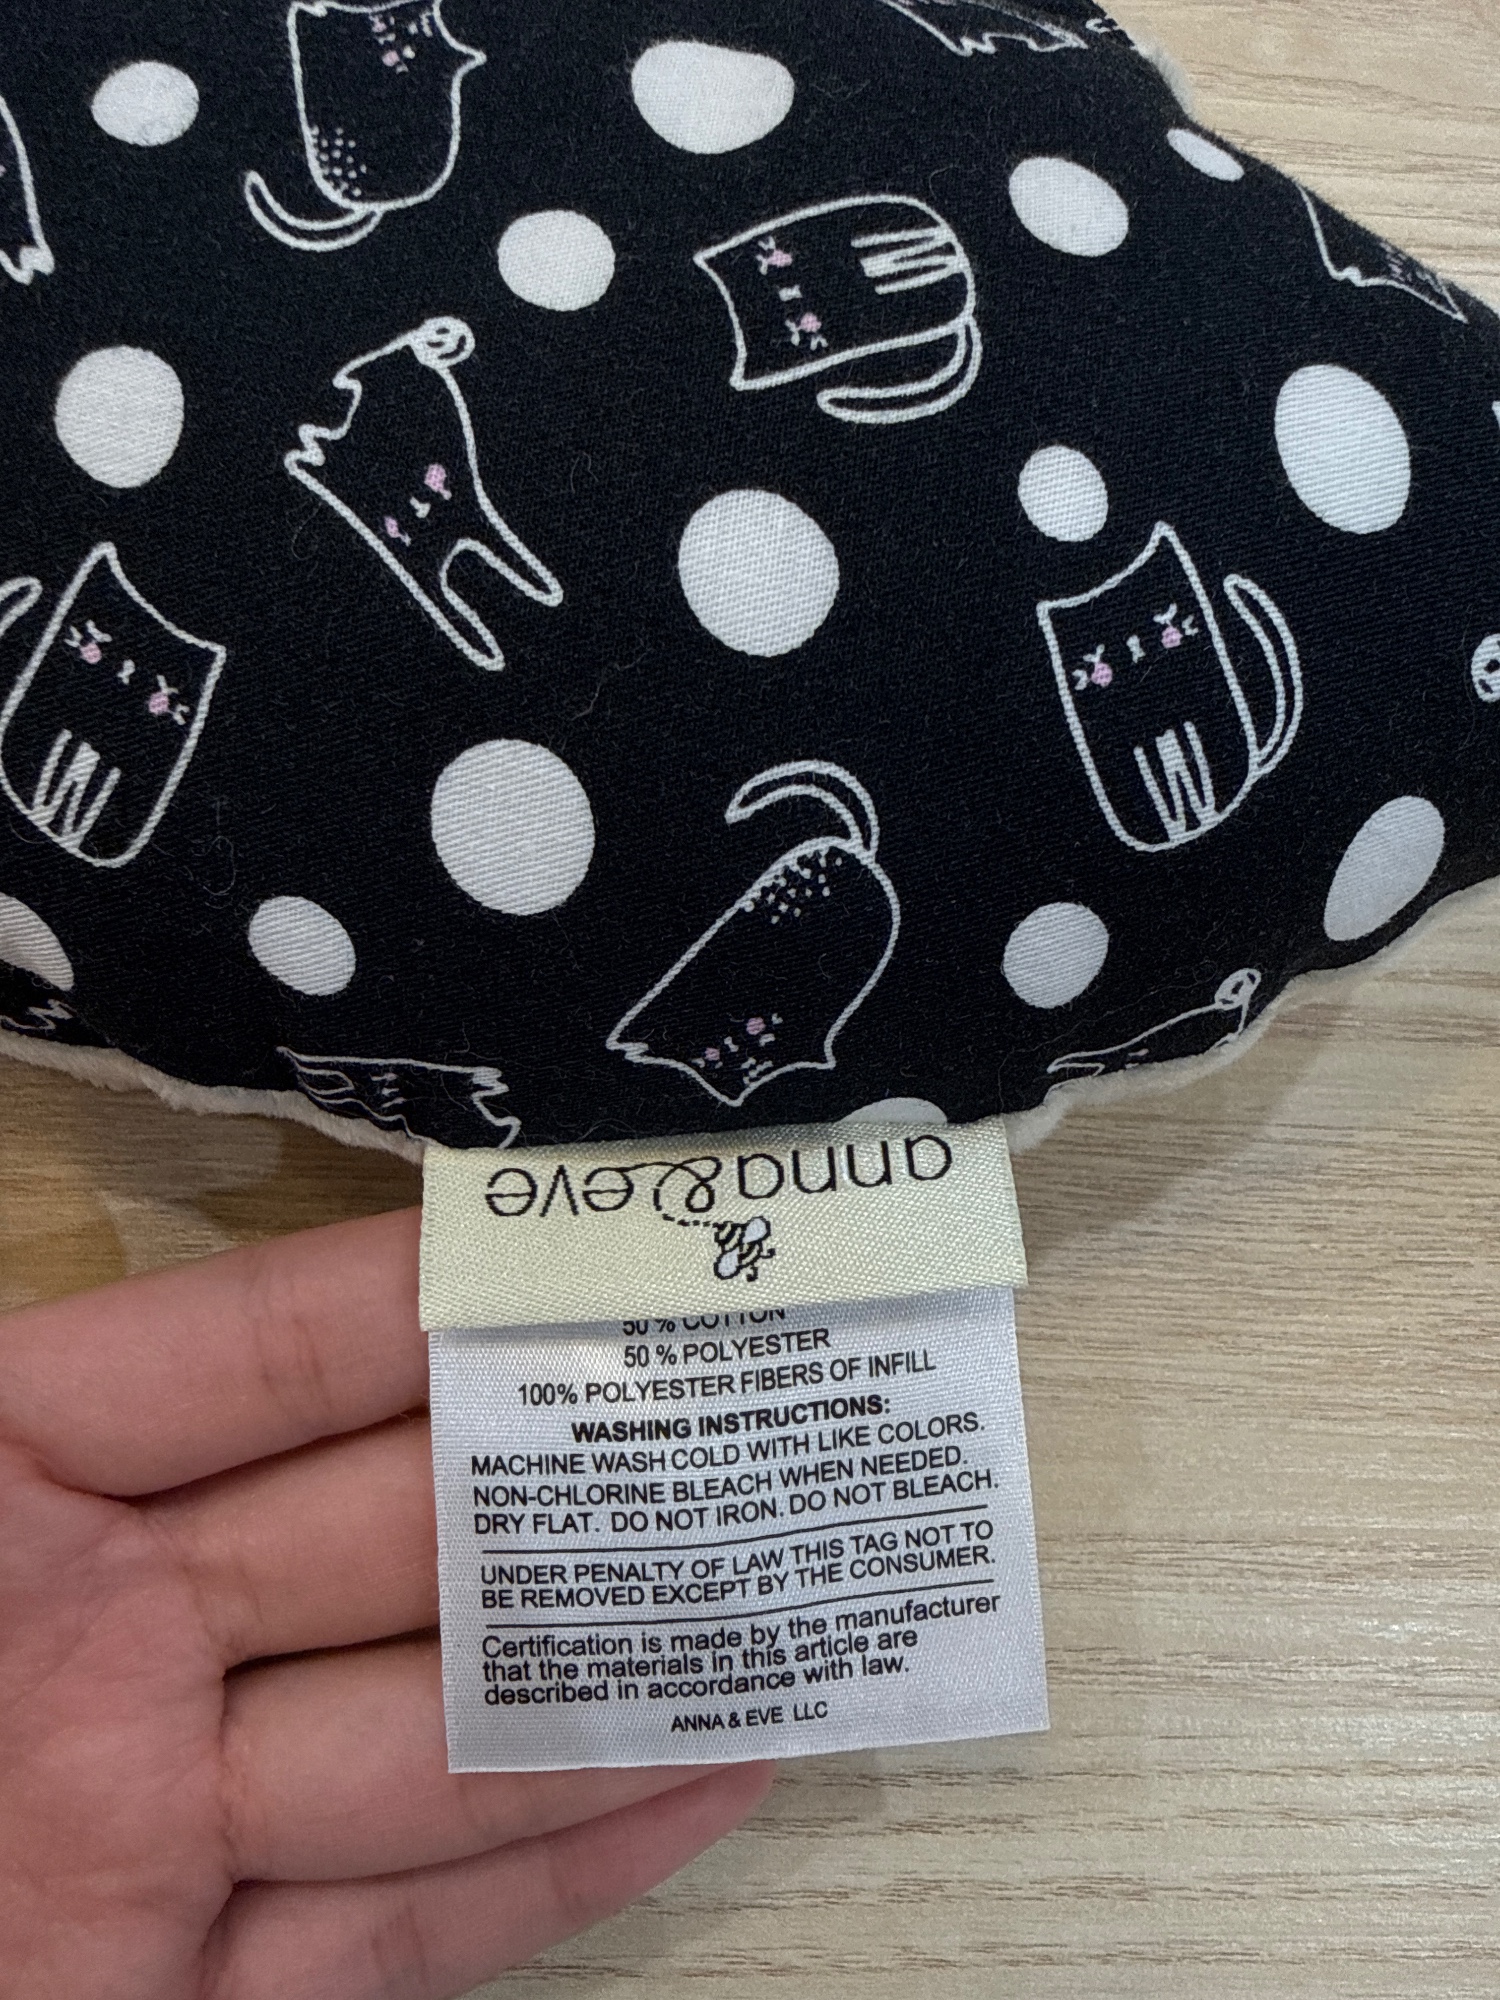 anna&eve
50 % COTTON
50 % POLYESTER
100% POLYESTER FIBERS OF INFILL
WASHING INSTRUCTIONS:
MACHINE WASH COLD WITH LIKE COLORS.
NON-CHLORINE BLEACH WHEN NEEDED.
DRY FLAT. DO NOT IRON. DO NOT BLEACH.
UNDER PENALTY OF LAW THIS TAG NOT TO
BE REMOVED EXCEPT BY THE CONSUMER.
Certification is made by the manufacturer
that the materials in this article are
described in accordance with law.
ANNA & EVE LLC